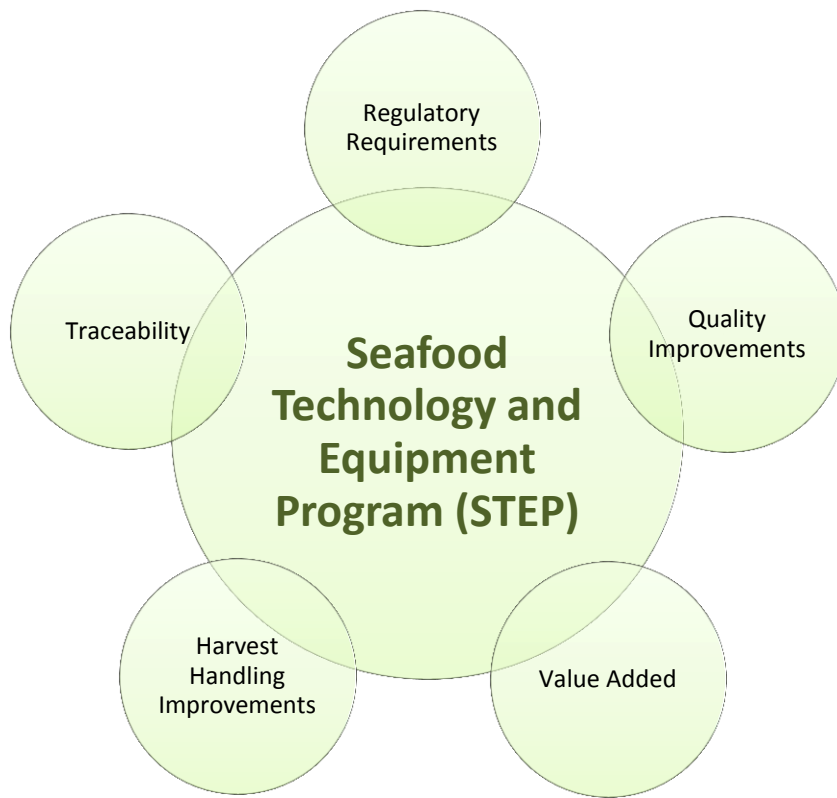 Regulatory
Requirements
Traceability
Quality
Improvements
Seafood
Technology and
Equipment
Program (STEP)
Harvest
Handling
Improvements
Value Added